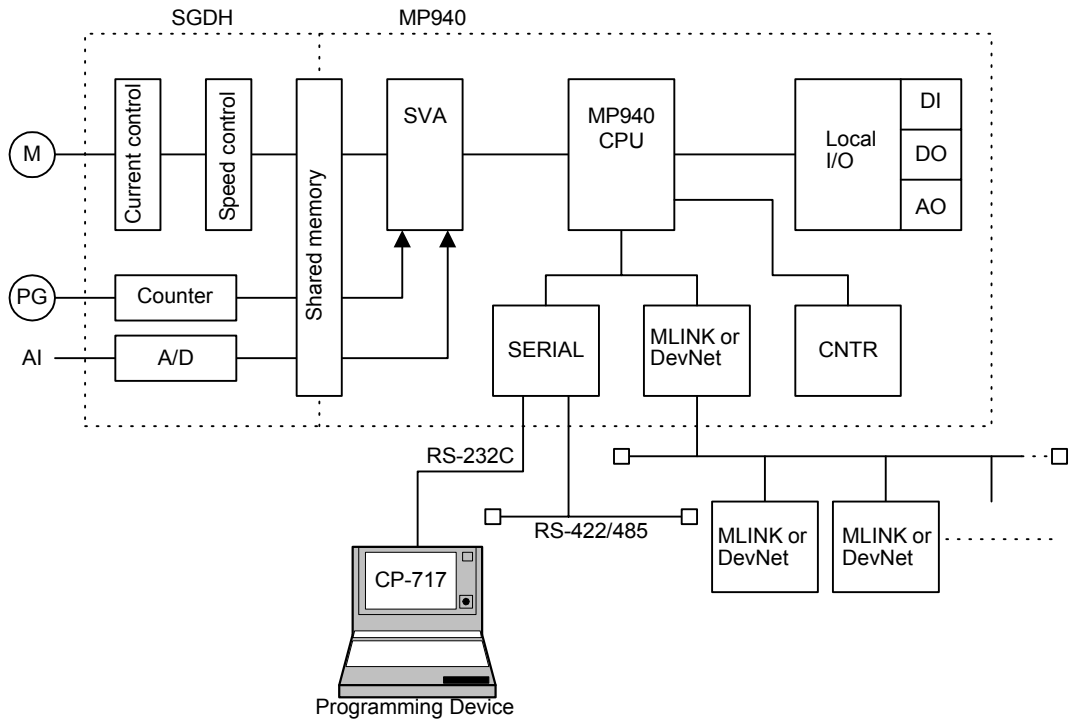 SGDH
MP940
Current control
Speed control
Shared memory
SVA
MP940
CPU
Local
I/O
DI
DO
AO
M
PG
Counter
AI
A/D
SERIAL
MLINK or
DevNet
CNTR
RS-232C
RS-422/485
MLINK or
DevNet
MLINK or
DevNet
CP-717
Programming Device